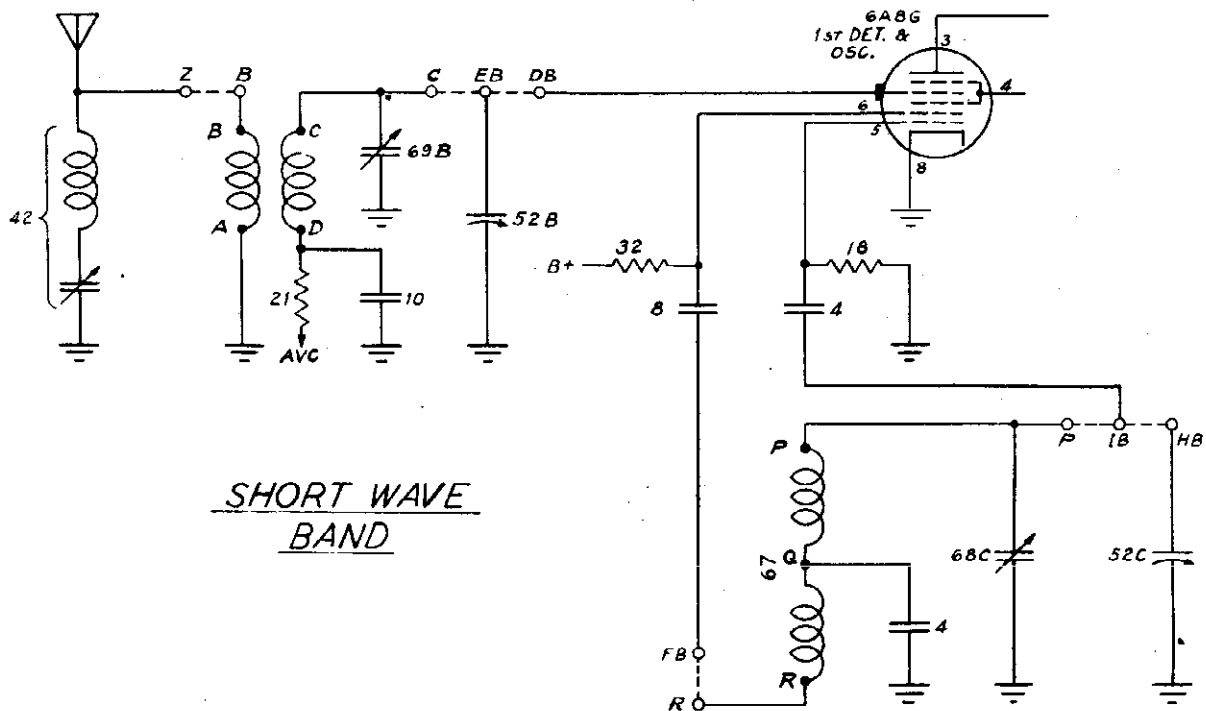 6A8G
1ST DET. &
OSC.
3
4
6
5
8
Z
B
C
EB
DB
B
C
69B
42
A
D
52B
21
10
AVC
B+
32
18
8
4
P
P
IB
HB
SHORT WAVE
BAND
Q
67
68C
52C
4
FB
R
R